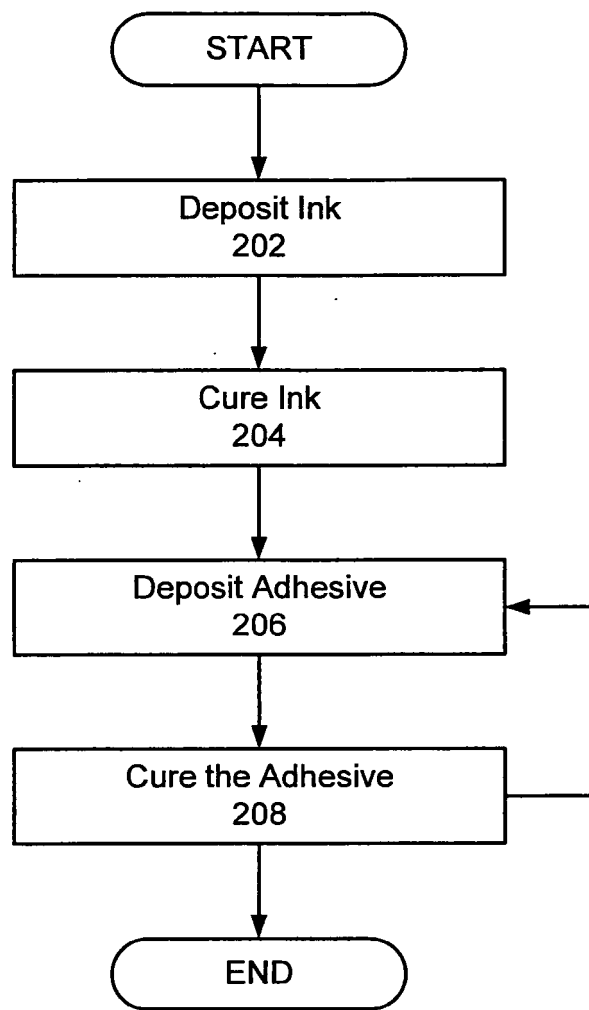 START
Deposit Ink
202
Cure Ink
204
Deposit Adhesive
206
Cure the Adhesive
208
END